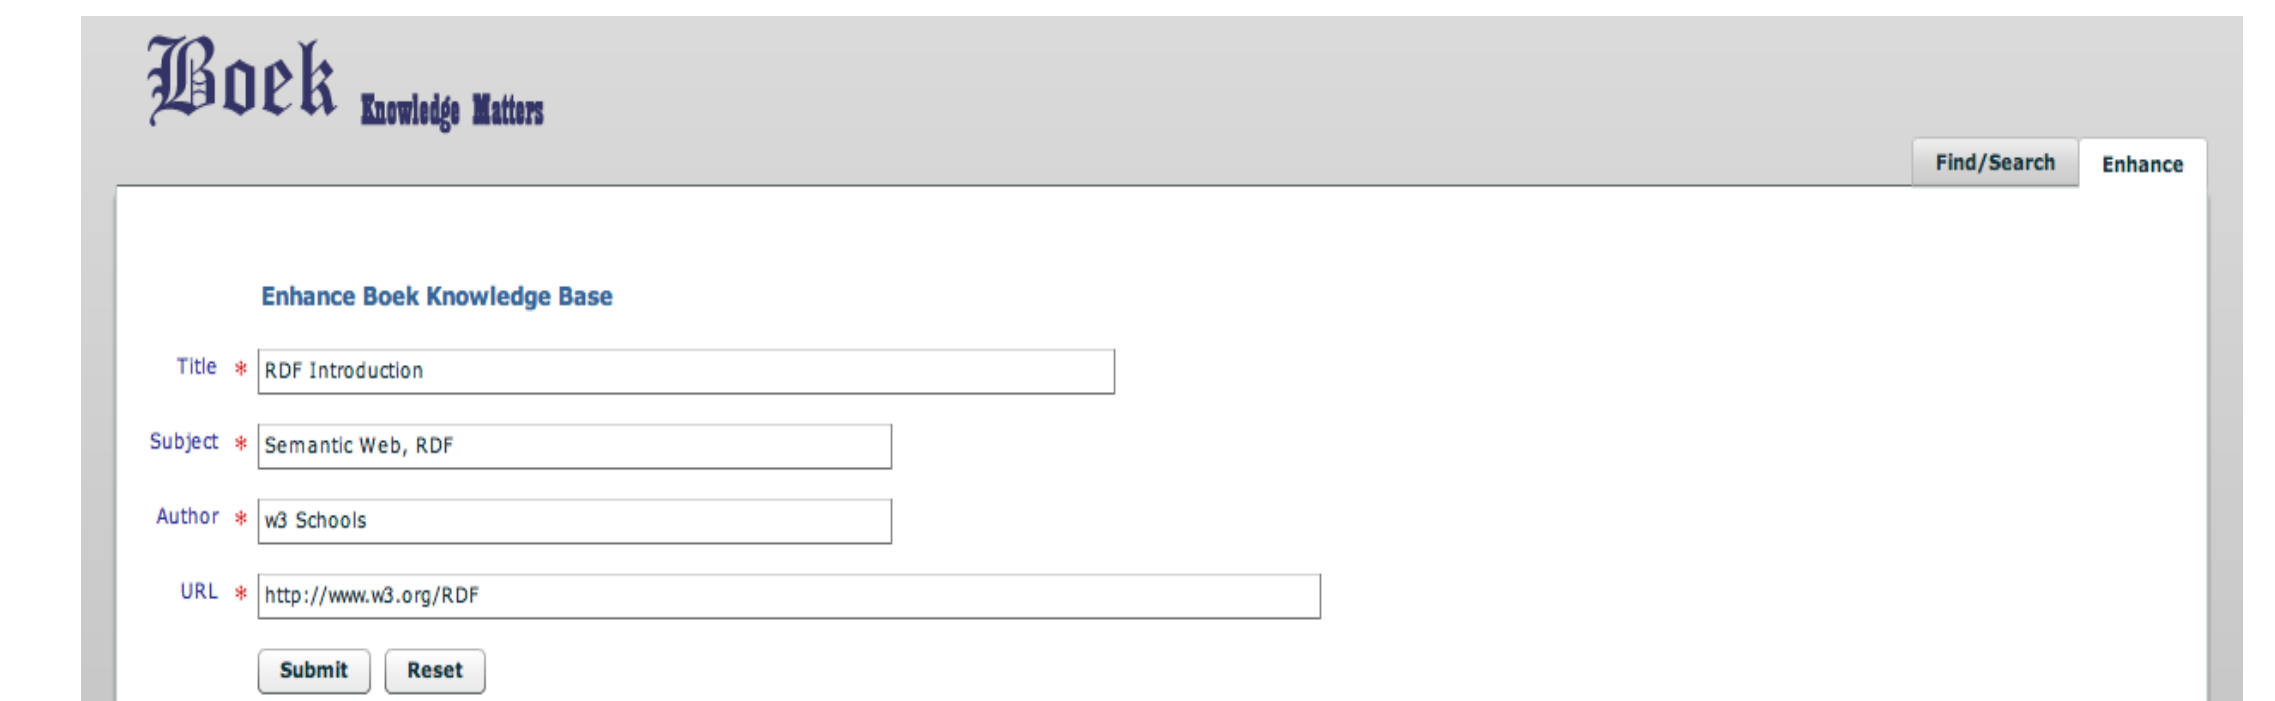 Boek Knowledge Matters
Find/Search Enhance
Enhance Boek Knowledge Base
Title * RDF Introduction
Subject * Semantic Web, RDF
Author * w3 Schools
URL * http://www.w3.org/RDF
Submit Reset